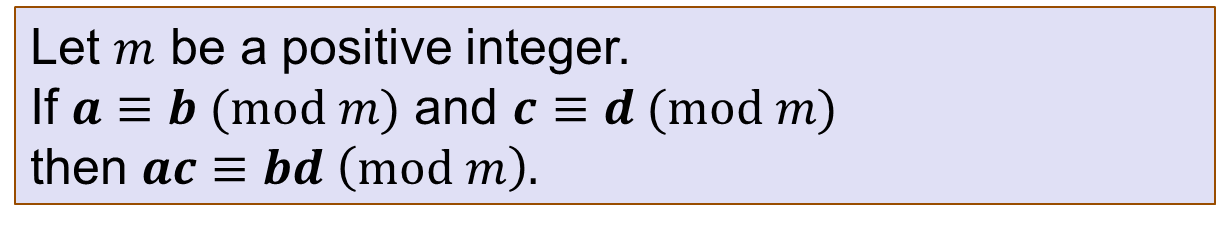 Let m be a positive integer.
If a ≡ b (mod m) and c ≡ d (mod m)
then ac ≡ bd (mod m).